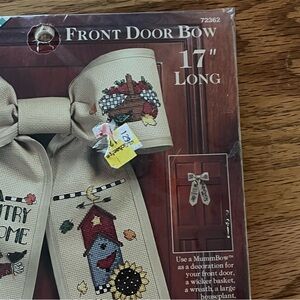 72362
FRONT DOOR BOW
17"
LONG
TRY
OME
Use a MummBow™
as a decoration for
your front door,
a wicker basket,
a wreath, a large
houseplant,